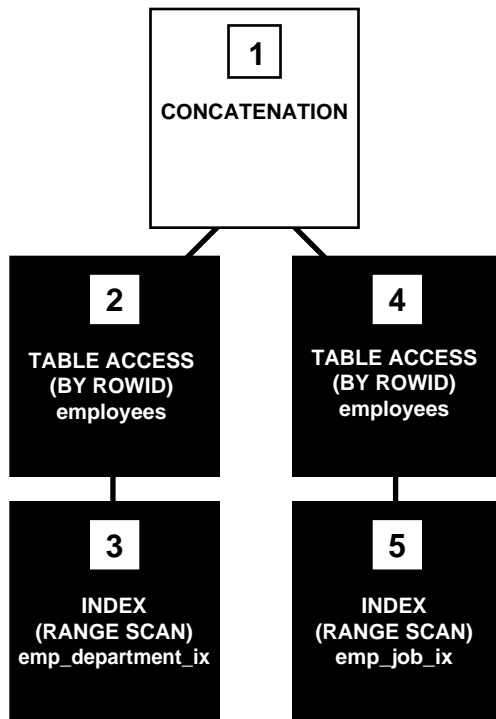 1
CONCATENATION
2
TABLE ACCESS
(BY ROWID)
employees
4
TABLE ACCESS
(BY ROWID)
employees
3
INDEX
(RANGE SCAN)
emp_department_ix
5
INDEX
(RANGE SCAN)
emp_job_ix